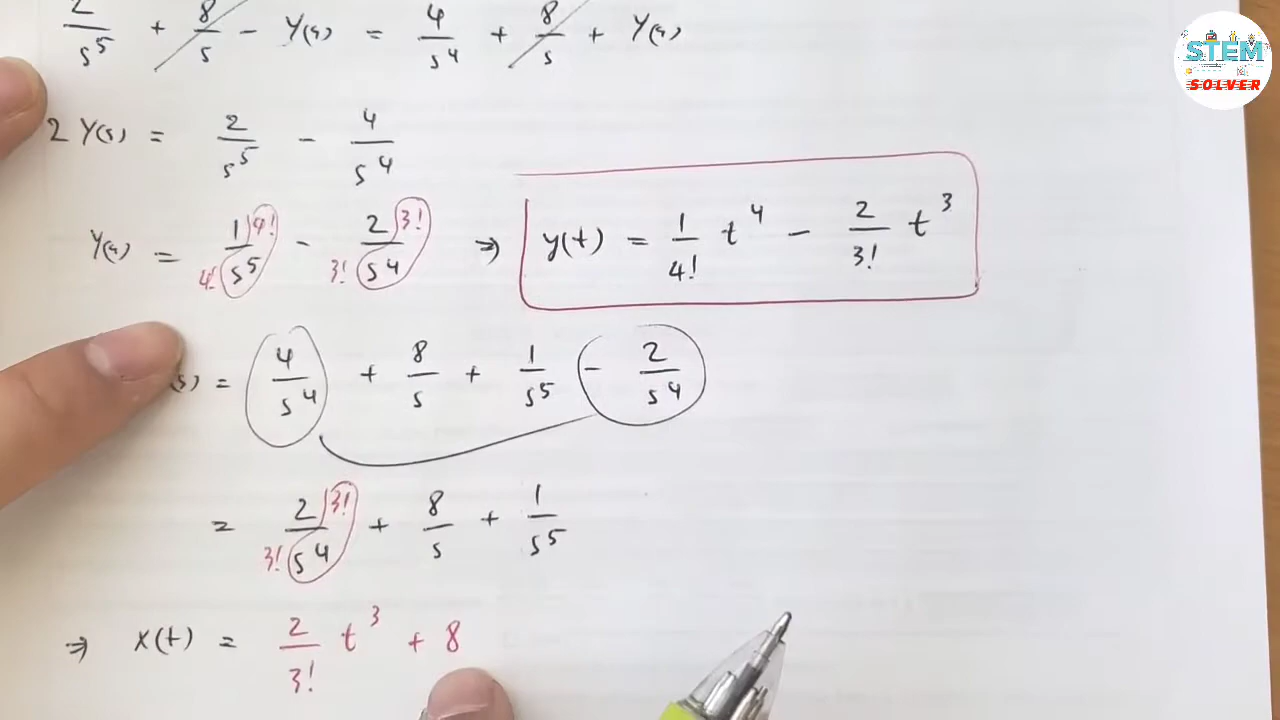 2/s^5 + 8/s - Y(s) = 4/s^4 + 8/s + Y(s)
2 Y(s) = 2/s^5 - 4/s^4
Y(s) = 1 4!/4! s^5 - 2 3!/3! s^4 ⇒ y(t) = 1/4! t^4 - 2/3! t^3
s) = 4/s^4 + 8/s + 1/s^5 - 2/s^4
= 2 3!/3! s^4 + 8/s + 1/s^5
⇒ x(t) = 2/3! t^3 + 8
STEM
SOLVER